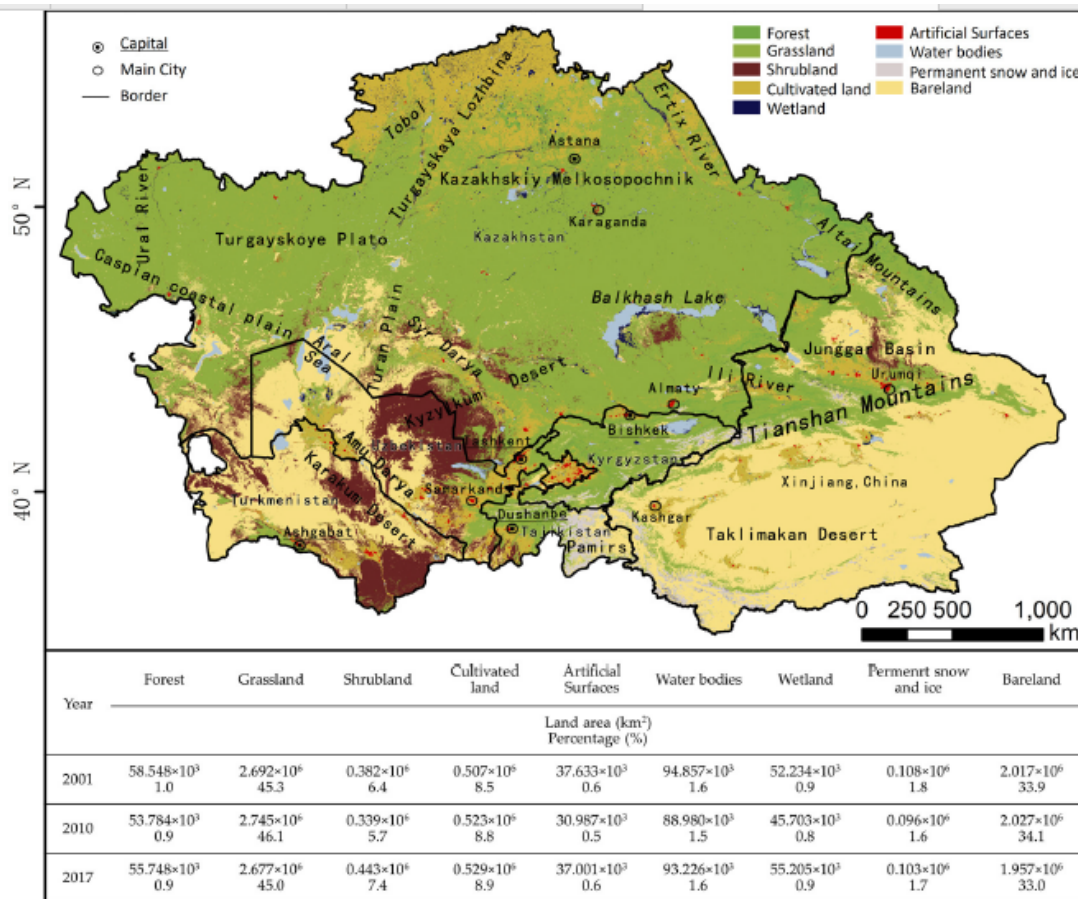 Capital
Main City
Border
Forest
Grassland
Shrubland
Cultivated land
Wetland
Artificial Surfaces
Water bodies
Permanent snow and ice
Bareland
50° N
40° N
Tobol
Turgayskaya Lozhbina
Ertix River
Astana
Kazakhskiy Melkosopochnik
Karaganda
Kazakhstan
Ural River
Turgayskoye Plato
Altai Mountains
Caspian coastal plain
Balkhash Lake
Aral Sea
Turan Plain
Syr Darya
Desert
Junggar Basin
Ili River
Almaty
Urumqi
Kyzylkum
Tianshan Mountains
Bishkek
Tashkent
Kyrgyzstan
Amu Darya
Karakum Desert
Samarkand
Xinjiang,China
Turkmenistan
Kashgar
Dushanbe
Tajikistan
Ashgabat
Pamirs
Taklimakan Desert
0 250 500 1,000
km
Year Forest Grassland Shrubland Cultivated land Artificial Surfaces Water bodies Wetland Permenrt snow and ice Bareland
Land area (km²)
Percentage (%)
2001 58.548×10³ 2.692×10⁶ 0.382×10⁶ 0.507×10⁶ 37.633×10³ 94.857×10³ 52.234×10³ 0.108×10⁶ 2.017×10⁶
1.0 45.3 6.4 8.5 0.6 1.6 0.9 1.8 33.9
2010 53.784×10³ 2.745×10⁶ 0.339×10⁶ 0.523×10⁶ 30.987×10³ 88.980×10³ 45.703×10³ 0.096×10⁶ 2.027×10⁶
0.9 46.1 5.7 8.8 0.5 1.5 0.8 1.6 34.1
2017 55.748×10³ 2.677×10⁶ 0.443×10⁶ 0.529×10⁶ 37.001×10³ 93.226×10³ 55.205×10³ 0.103×10⁶ 1.957×10⁶
0.9 45.0 7.4 8.9 0.6 1.6 0.9 1.7 33.0